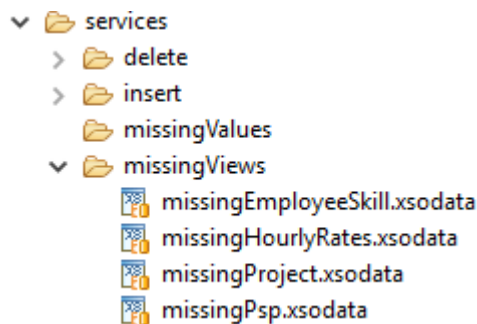 services
delete
insert
missingValues
missingViews
missingEmployeeSkill.xsodata
missingHourlyRates.xsodata
missingProject.xsodata
missingPsp.xsodata